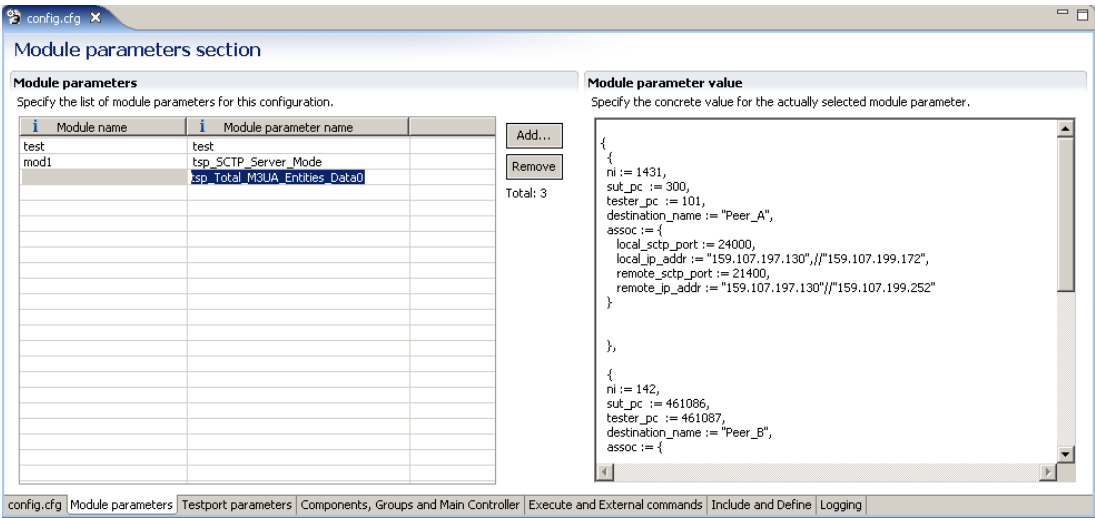 config.cfg
Module parameters section
Module parameters
Specify the list of module parameters for this configuration.
i Module name i Module parameter name
test test
mod1 tsp_SCTP_Server_Mode
tsp_Total_M3UA_Entities_Data0
Add...
Remove
Total: 3
Module parameter value
Specify the concrete value for the actually selected module parameter.
{
{
ni := 1431,
sut_pc := 300,
tester_pc := 101,
destination_name := "Peer_A",
assoc := {
local_sctp_port := 24000,
local_ip_addr := "159.107.197.130",//"159.107.199.172",
remote_sctp_port := 21400,
remote_ip_addr := "159.107.197.130"//"159.107.199.252"
}
},
{
ni := 142,
sut_pc := 461086,
tester_pc := 461087,
destination_name := "Peer_B",
assoc := {
config.cfg Module parameters Testport parameters Components, Groups and Main Controller Execute and External commands Include and Define Logging